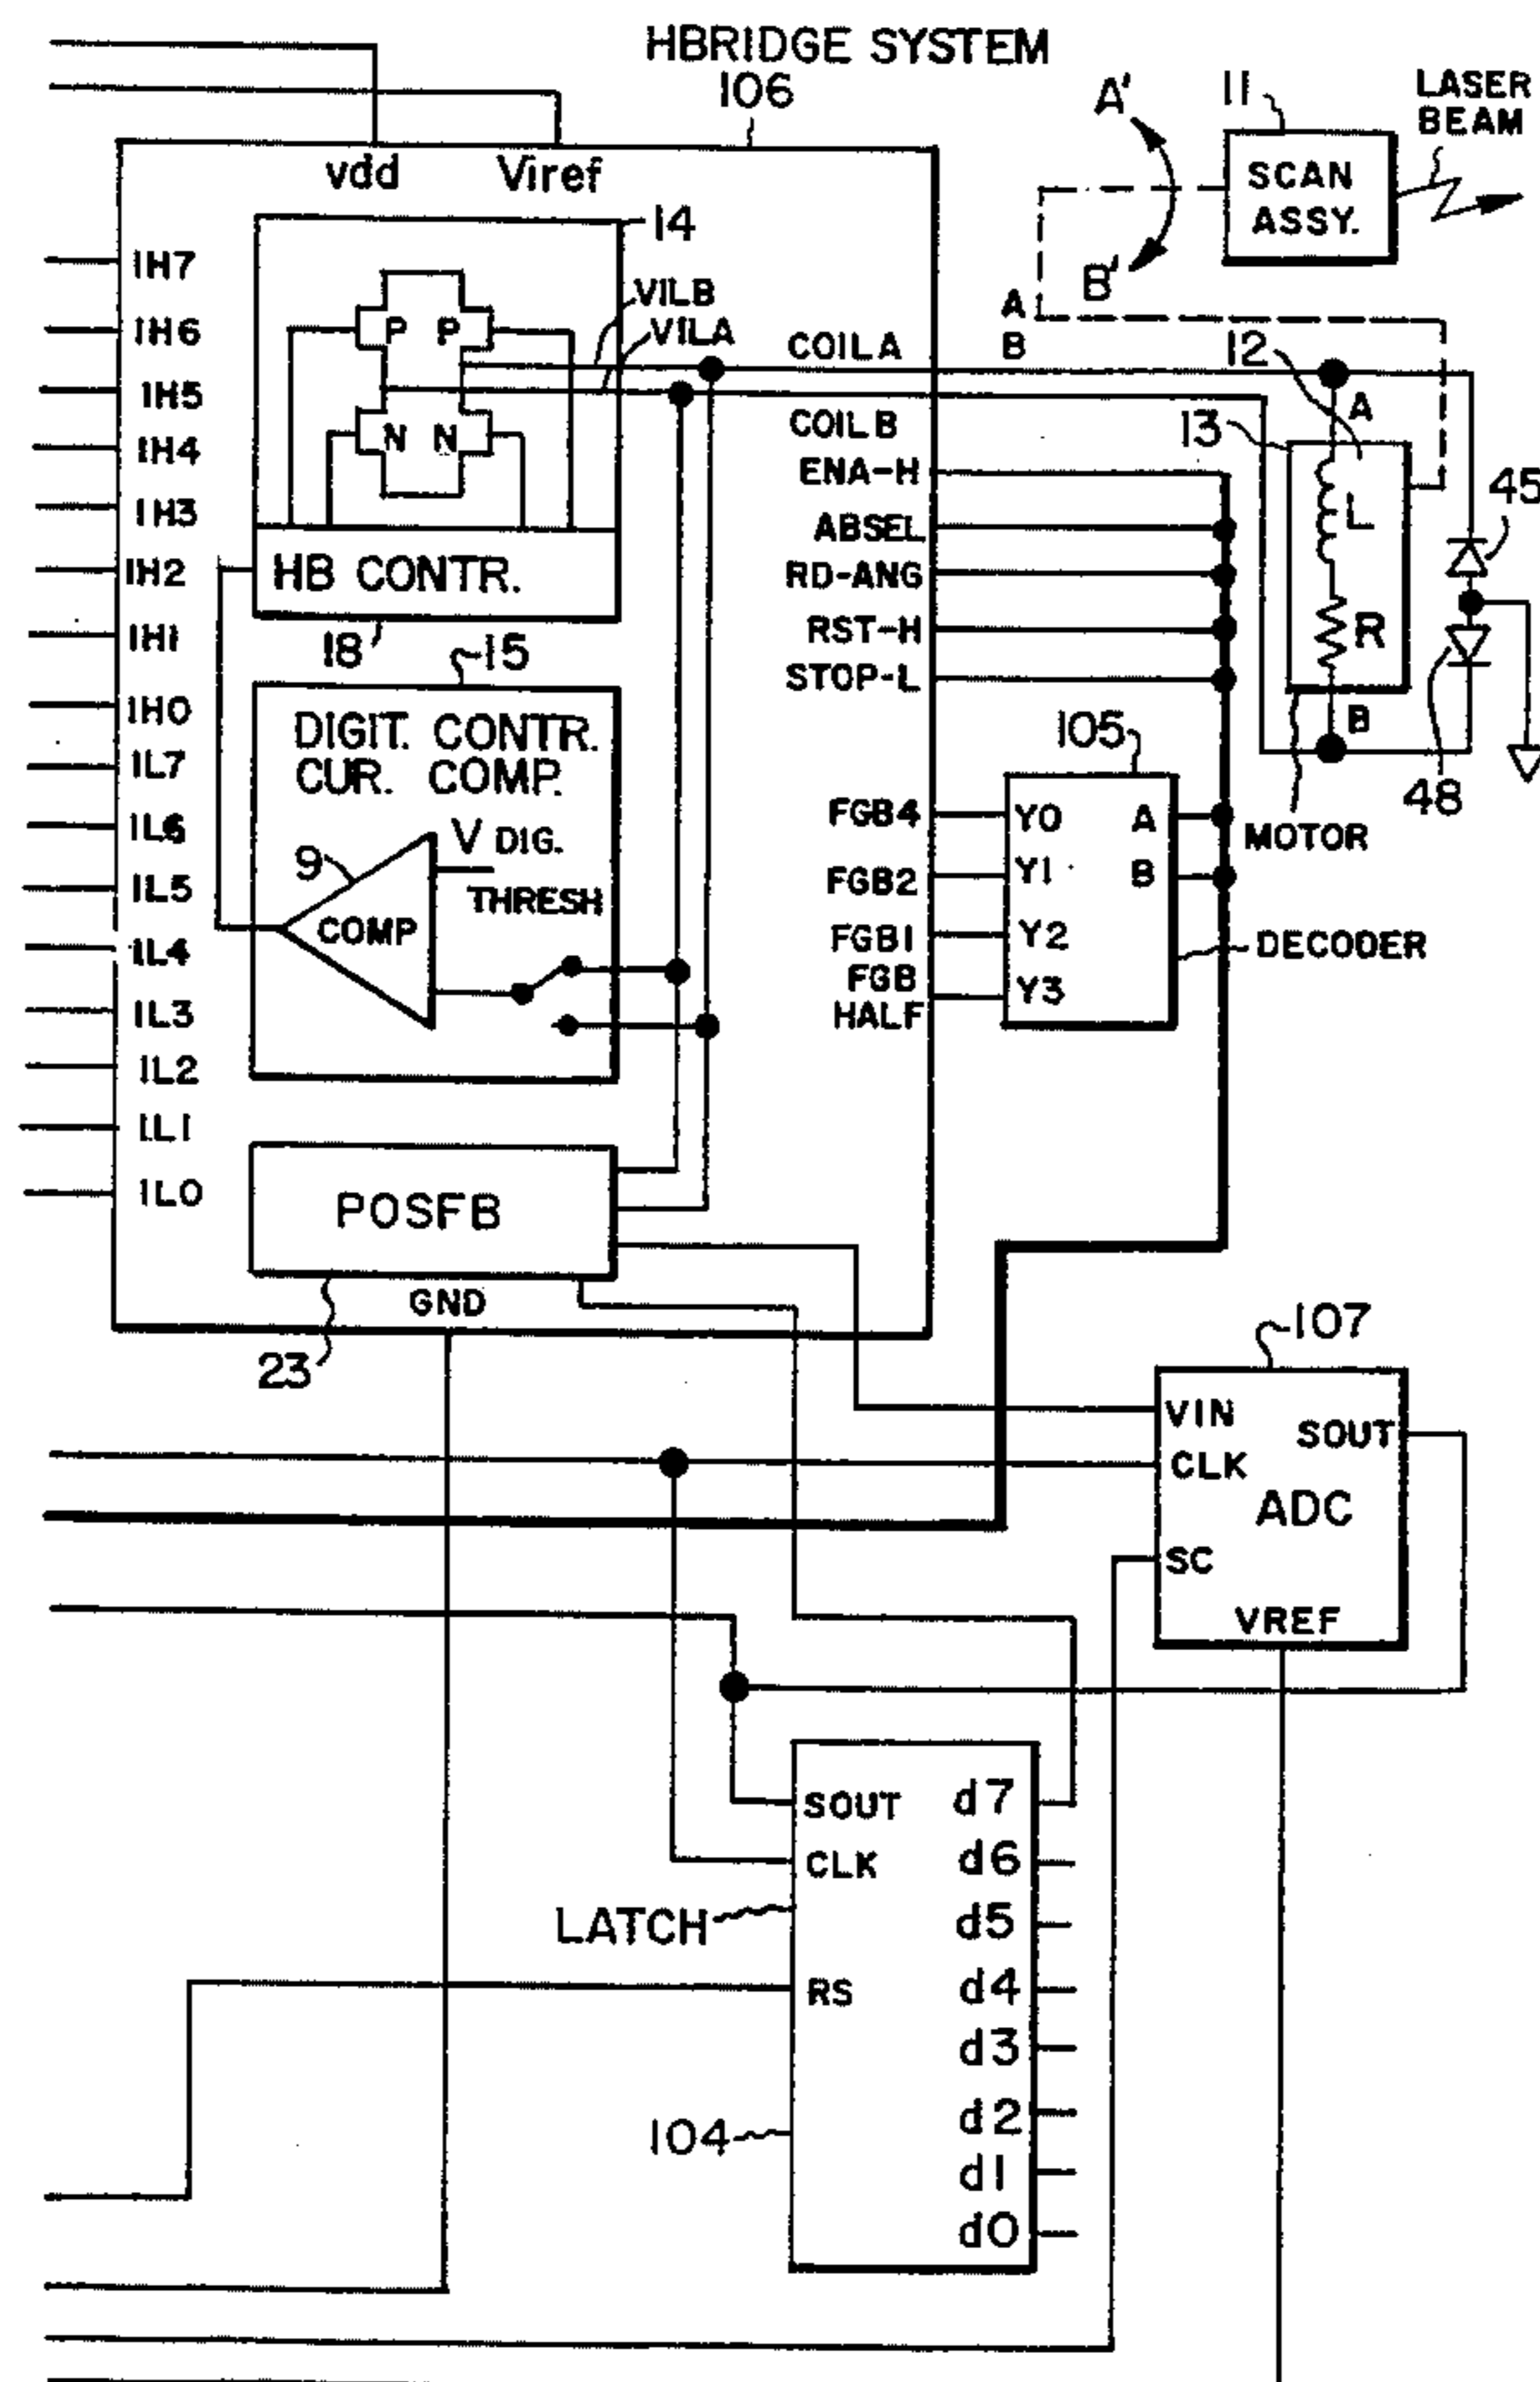 HBRIDGE SYSTEM
106
vdd
Viref
14
VILB
VILA
P P
N N
HB CONTR.
18
15
DIGIT. CONTR.
CUR. COMP.
V DIG.
THRESH
9
COMP
POSFB
GND
23
IH7
IH6
IH5
IH4
IH3
IH2
IH1
IH0
IL7
IL6
IL5
IL4
IL3
IL2
IL1
IL0
COILA
COILB
ENA-H
ABSEL
RD-ANG
RST-H
STOP-L
FGB4
FGB2
FGB1
FGB
HALF
A'
B'
A
B
11
SCAN
ASSY.
LASER
BEAM
12
13
A
L
R
B
45
48
MOTOR
105
Y0
Y1
Y2
Y3
A
B
DECODER
107
VIN
CLK
SOUT
ADC
SC
VREF
SOUT
CLK
LATCH
RS
104
d7
d6
d5
d4
d3
d2
d1
d0